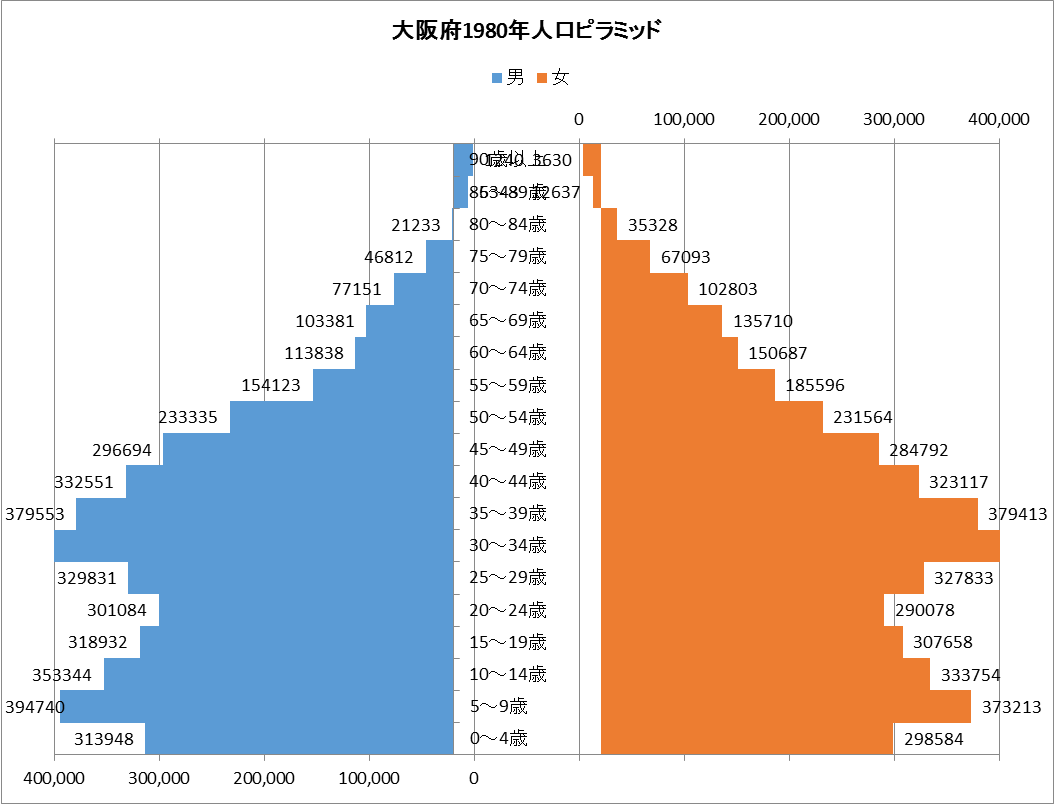 大阪府1980年人口ピラミッド
男 女
0 100,000 200,000 300,000 400,000
90歳以上 3630
12637
21233 80～84歳 35328
46812 75～79歳 67093
77151 70～74歳 102803
103381 65～69歳 135710
113838 60～64歳 150687
154123 55～59歳 185596
233335 50～54歳 231564
296694 45～49歳 284792
332551 40～44歳 323117
379553 35～39歳 379413
30～34歳
329831 25～29歳 327833
301084 20～24歳 290078
318932 15～19歳 307658
353344 10～14歳 333754
394740 5～9歳 373213
313948 0～4歳 298584
400,000 300,000 200,000 100,000 0